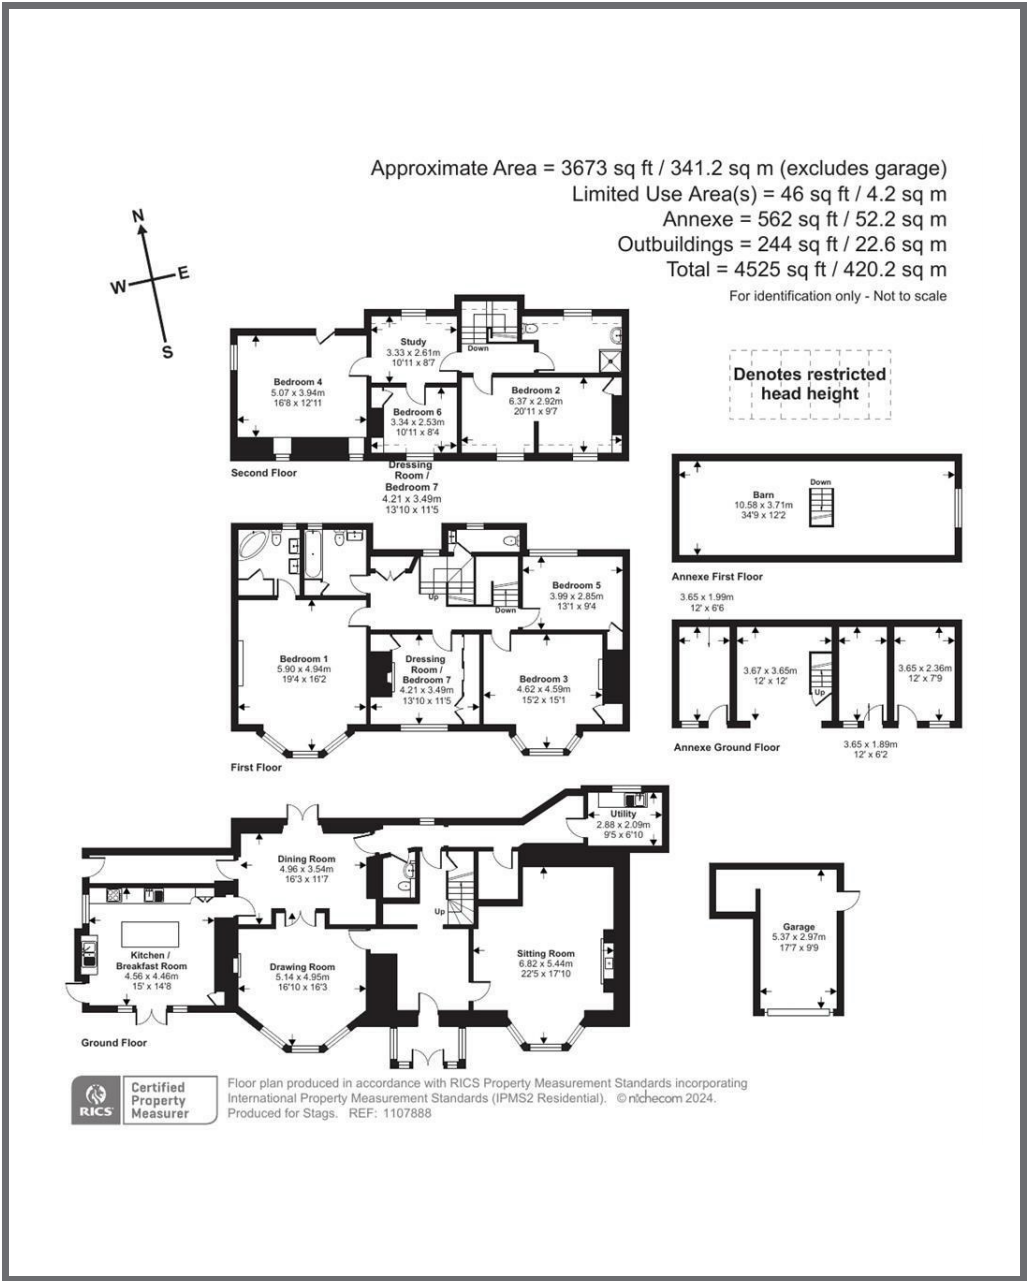 Approximate Area = 3673 sq ft / 341.2 sq m (excludes garage)
Limited Use Area(s) = 46 sq ft / 4.2 sq m
Annexe = 562 sq ft / 52.2 sq m
Outbuildings = 244 sq ft / 22.6 sq m
Total = 4525 sq ft / 420.2 sq m
For identification only - Not to scale
N
W
E
S
Denotes restricted
head height
Study
3.33 x 2.61m
10'11 x 8'7
Down
Bedroom 4
5.07 x 3.94m
16'8 x 12'11
Bedroom 6
3.34 x 2.53m
10'11 x 8'4
Bedroom 2
6.37 x 2.92m
20'11 x 9'7
Second Floor
Dressing
Room /
Bedroom 7
4.21 x 3.49m
13'10 x 11'5
Barn
10.58 x 3.71m
34'9 x 12'2
Down
Annexe First Floor
Up
Down
Bedroom 5
3.99 x 2.85m
13'1 x 9'4
Bedroom 1
5.90 x 4.94m
19'4 x 16'2
Dressing
Room /
Bedroom 7
4.21 x 3.49m
13'10 x 11'5
Bedroom 3
4.62 x 4.59m
15'2 x 15'1
First Floor
3.65 x 1.99m
12' x 6'6
3.67 x 3.65m
12' x 12'
Up
3.65 x 2.36m
12' x 7'9
Annexe Ground Floor
3.65 x 1.89m
12' x 6'2
Utility
2.88 x 2.09m
9'5 x 6'10
Dining Room
4.96 x 3.54m
16'3 x 11'7
Up
Kitchen /
Breakfast Room
4.56 x 4.46m
15' x 14'8
Drawing Room
5.14 x 4.95m
16'10 x 16'3
Sitting Room
6.82 x 5.44m
22'5 x 17'10
Garage
5.37 x 2.97m
17'7 x 9'9
Ground Floor
RICS
Certified
Property
Measurer
Floor plan produced in accordance with RICS Property Measurement Standards incorporating
International Property Measurement Standards (IPMS2 Residential). © nichecom 2024.
Produced for Stags. REF: 1107888